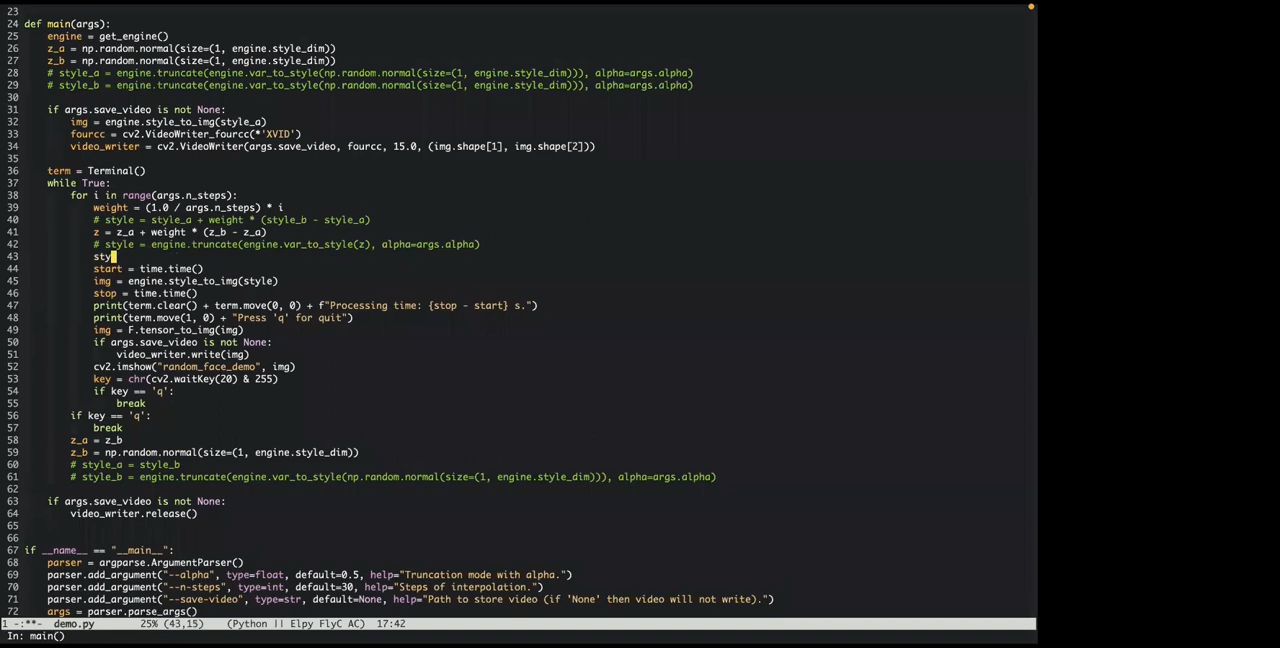 23
24 def main(args):
25     engine = get_engine()
26     z_a = np.random.normal(size=(1, engine.style_dim))
27     z_b = np.random.normal(size=(1, engine.style_dim))
28     # style_a = engine.truncate(engine.var_to_style(np.random.normal(size=(1, engine.style_dim))), alpha=args.alpha)
29     # style_b = engine.truncate(engine.var_to_style(np.random.normal(size=(1, engine.style_dim))), alpha=args.alpha)
30
31     if args.save_video is not None:
32         img = engine.style_to_img(style_a)
33         fourcc = cv2.VideoWriter_fourcc(*'XVID')
34         video_writer = cv2.VideoWriter(args.save_video, fourcc, 15.0, (img.shape[1], img.shape[2]))
35
36     term = Terminal()
37     while True:
38         for i in range(args.n_steps):
39             weight = (1.0 / args.n_steps) * i
40             # style = style_a + weight * (style_b - style_a)
41             z = z_a + weight * (z_b - z_a)
42             # style = engine.truncate(engine.var_to_style(z), alpha=args.alpha)
43             sty
44             start = time.time()
45             img = engine.style_to_img(style)
46             stop = time.time()
47             print(term.clear() + term.move(0, 0) + f"Processing time: {stop - start} s.")
48             print(term.move(1, 0) + "Press 'q' for quit")
49             img = F.tensor_to_img(img)
50             if args.save_video is not None:
51                 video_writer.write(img)
52             cv2.imshow("random_face_demo", img)
53             key = chr(cv2.waitKey(20) & 255)
54             if key == 'q':
55                 break
56         if key == 'q':
57             break
58         z_a = z_b
59         z_b = np.random.normal(size=(1, engine.style_dim))
60         # style_a = style_b
61         # style_b = engine.truncate(engine.var_to_style(np.random.normal(size=(1, engine.style_dim))), alpha=args.alpha)
62
63     if args.save_video is not None:
64         video_writer.release()
65
66
67 if __name__ == "__main__":
68     parser = argparse.ArgumentParser()
69     parser.add_argument("--alpha", type=float, default=0.5, help="Truncation mode with alpha.")
70     parser.add_argument("--n-steps", type=int, default=30, help="Steps of interpolation.")
71     parser.add_argument("--save-video", type=str, default=None, help="Path to store video (if 'None' then video will not write).")
72     args = parser.parse_args()
1 -:**-  demo.py        25% (43,15)    (Python || Elpy FlyC AC)  17:42
In: main()